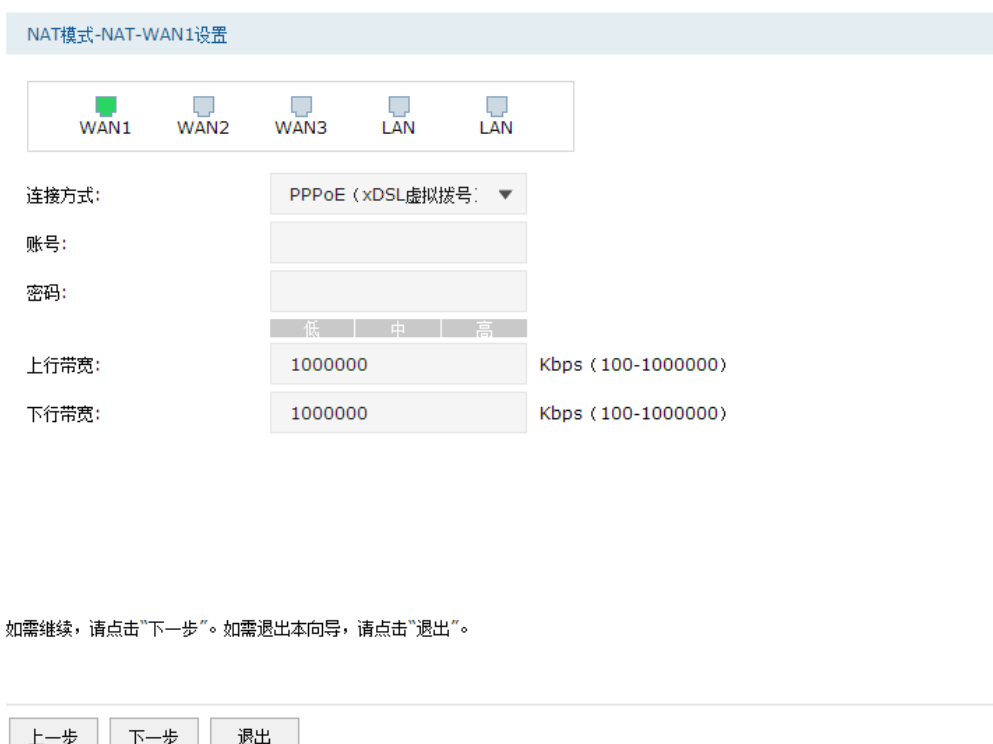 NAT模式-NAT-WAN1设置
WAN1 WAN2 WAN3 LAN LAN
连接方式: PPPoE（xDSL虚拟拨号
账号:
密码:
低 中 高
上行带宽: 1000000 Kbps（100-1000000）
下行带宽: 1000000 Kbps（100-1000000）
如需继续，请点击“下一步”。如需退出本向导，请点击“退出”。
上一步 下一步 退出